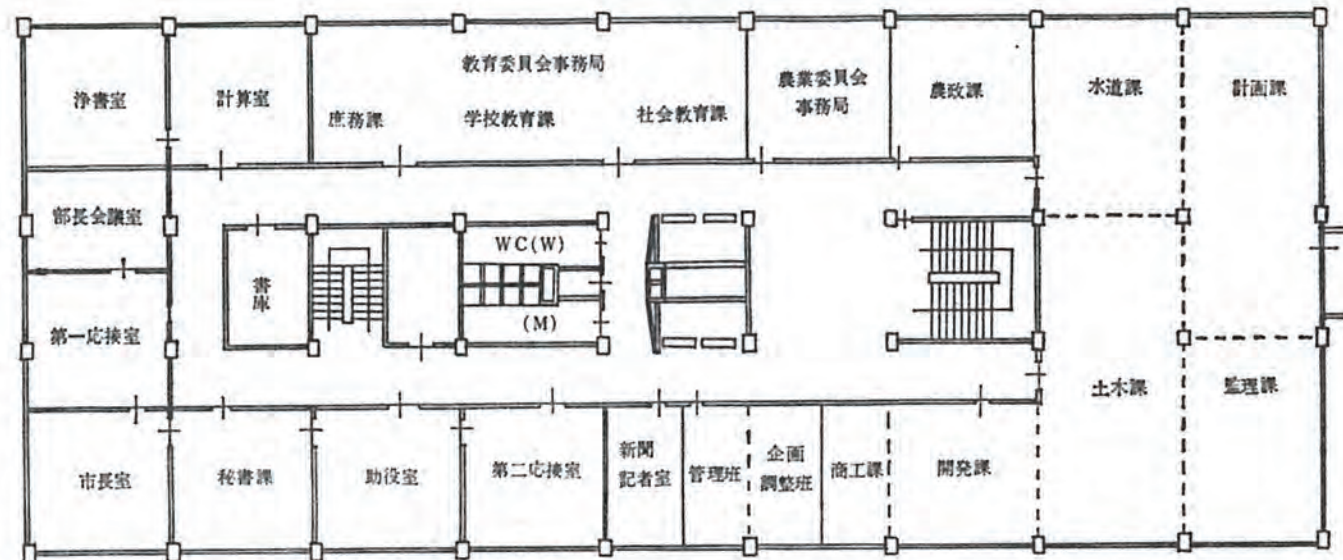 浄書室
計算室
教育委員会事務局
庶務課
学校教育課
社会教育課
農業委員会
事務局
農政課
水道課
計画課
部長会議室
第一応接室
書庫
WC(W)
(M)
土木課
監理課
市長室
秘書課
助役室
第二応接室
新聞
記者室
管理班
企画
調整班
商工課
開発課